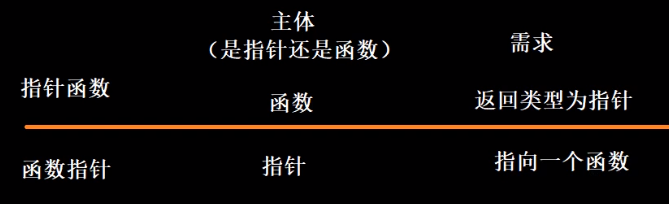 主体
（是指针还是函数）
需求
指针函数
函数
返回类型为指针
函数指针
指针
指向一个函数